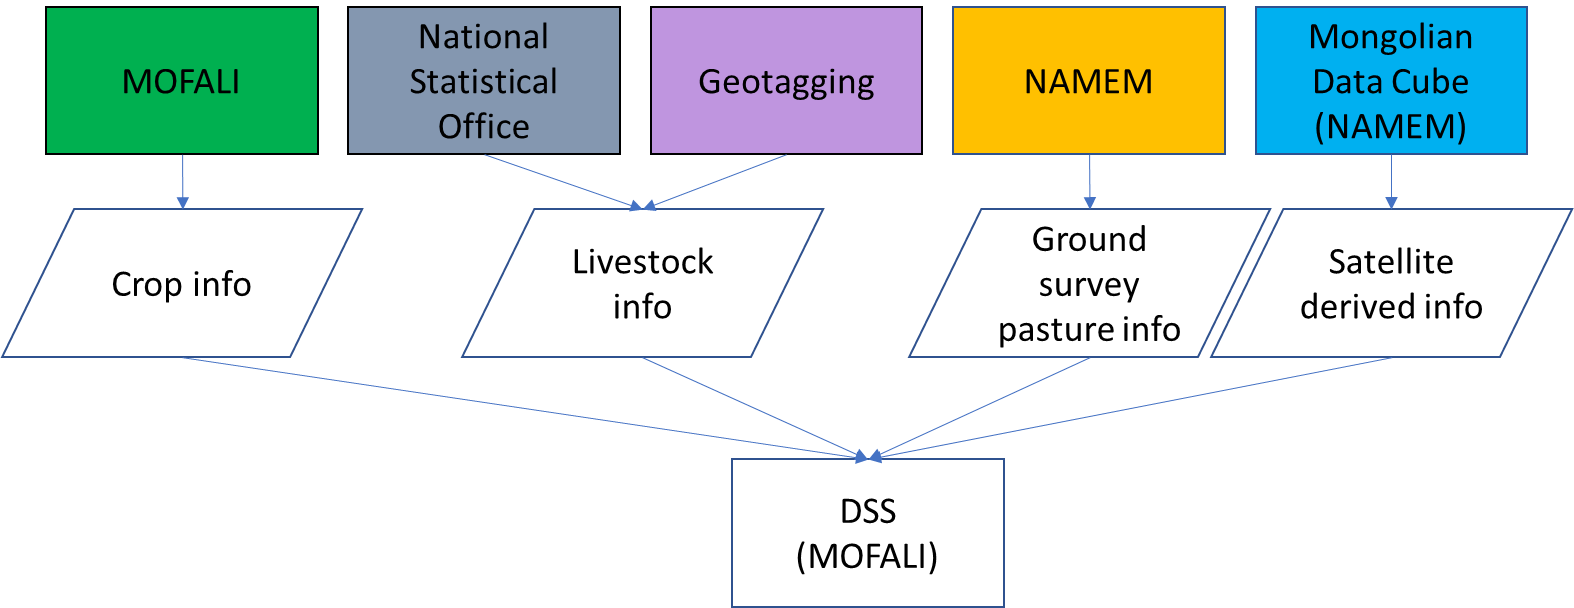 MOFALI
National
Statistical
Office
Geotagging
NAMEM
Mongolian
Data Cube
(NAMEM)
Crop info
Livestock
info
Ground
survey
pasture info
Satellite
derived info
DSS
(MOFALI)